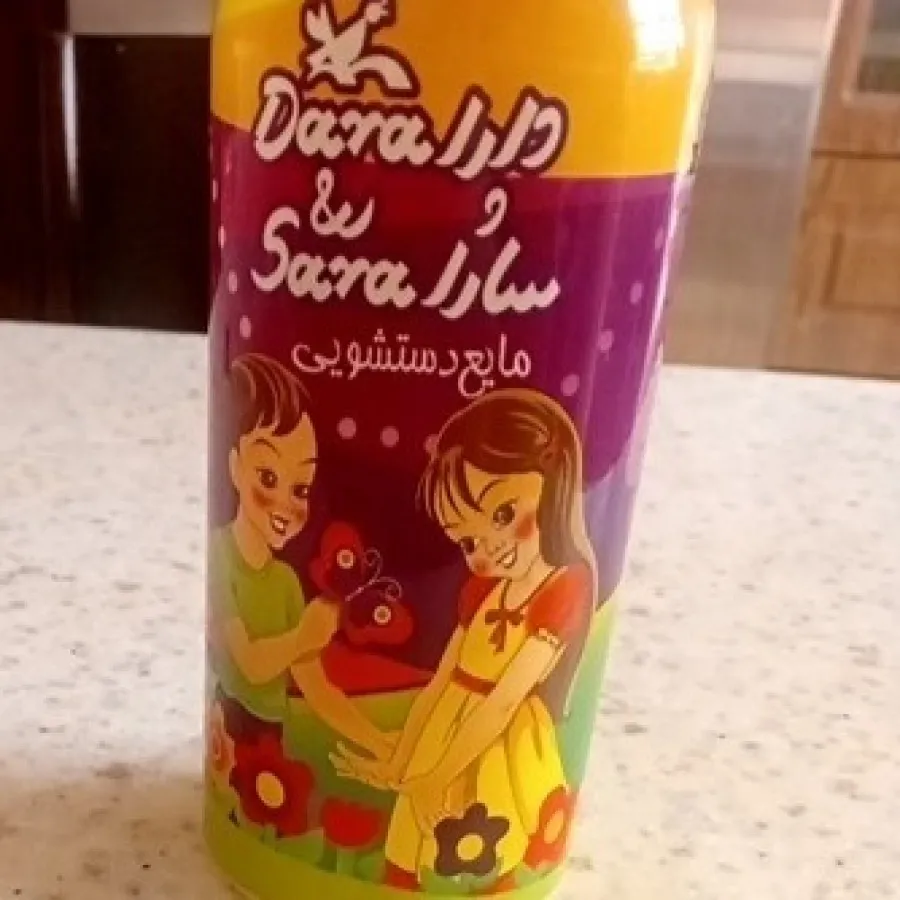 Dara دارا
& و
Sara سارا
مایع دستشویی